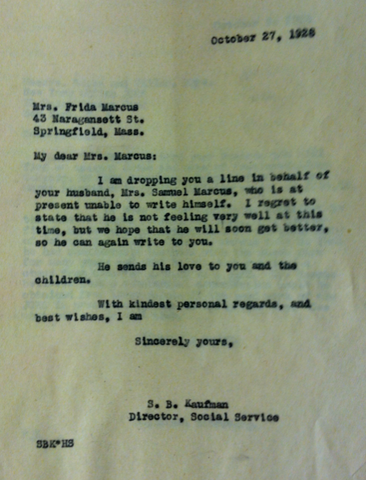 October 27, 1928
Mrs. Frida Marcus
43 Naragansett St.
Springfield, Mass.
My dear Mrs. Marcus:
I am dropping you a line in behalf of
your husband, Mrs. Samuel Marcus, who is at
present unable to write himself. I regret to
state that he is not feeling very well at this
time, but we hope that he will soon get better,
so he can again write to you.
He sends his love to you and the
children.
With kindest personal regards, and
best wishes, I am
Sincerely yours,
S. B. Kaufman
Director, Social Service
SBK*HS